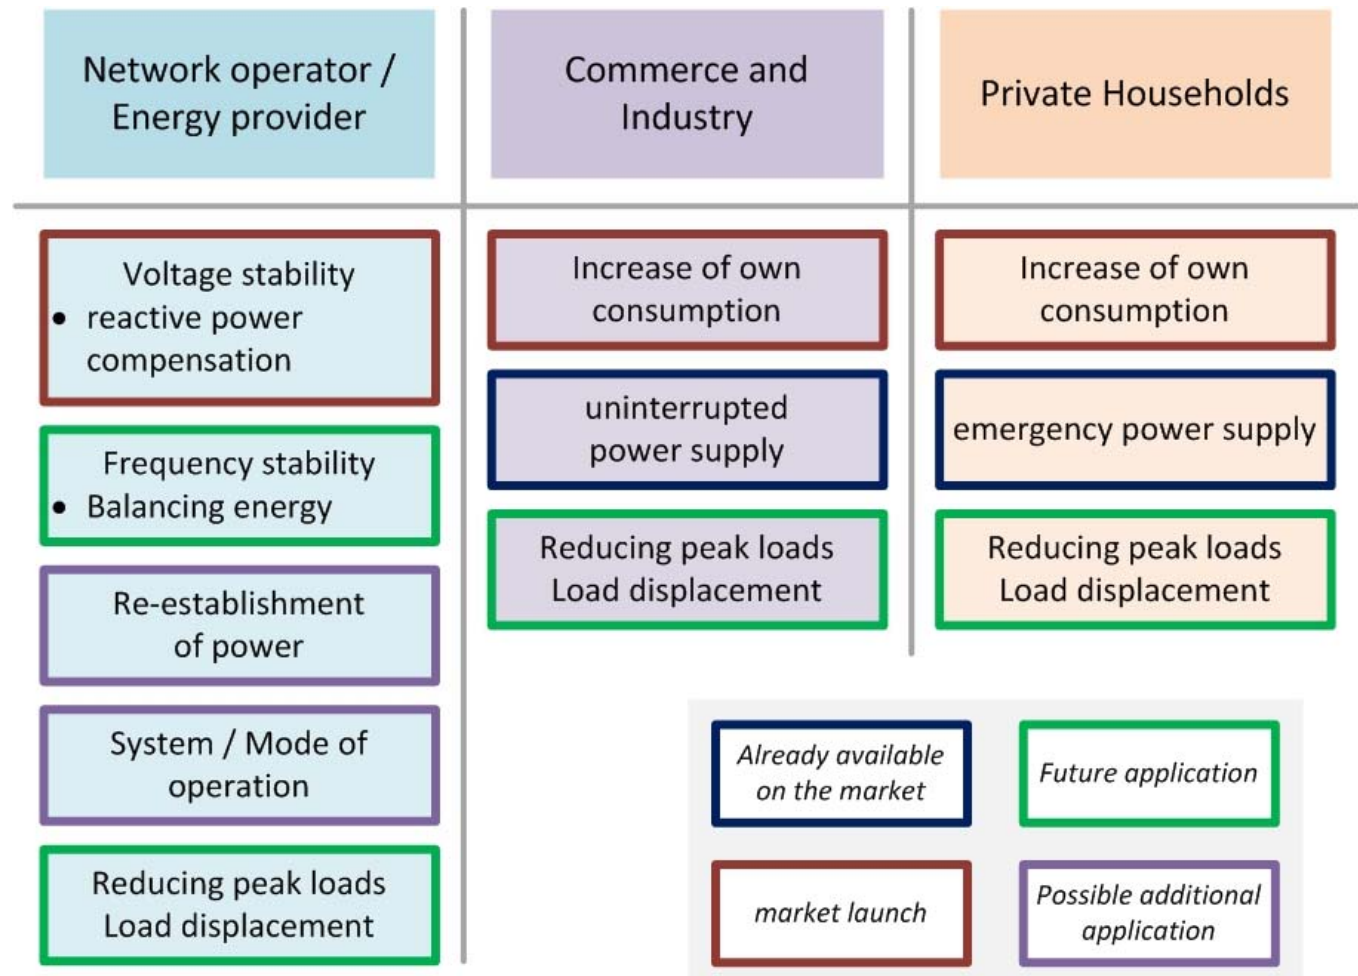 Network operator /
Energy provider
Commerce and
Industry
Private Households
Voltage stability
• reactive power
compensation
Frequency stability
• Balancing energy
Re-establishment
of power
System / Mode of
operation
Reducing peak loads
Load displacement
Increase of own
consumption
uninterrupted
power supply
Reducing peak loads
Load displacement
Increase of own
consumption
emergency power supply
Reducing peak loads
Load displacement
Already available
on the market
Future application
market launch
Possible additional
application